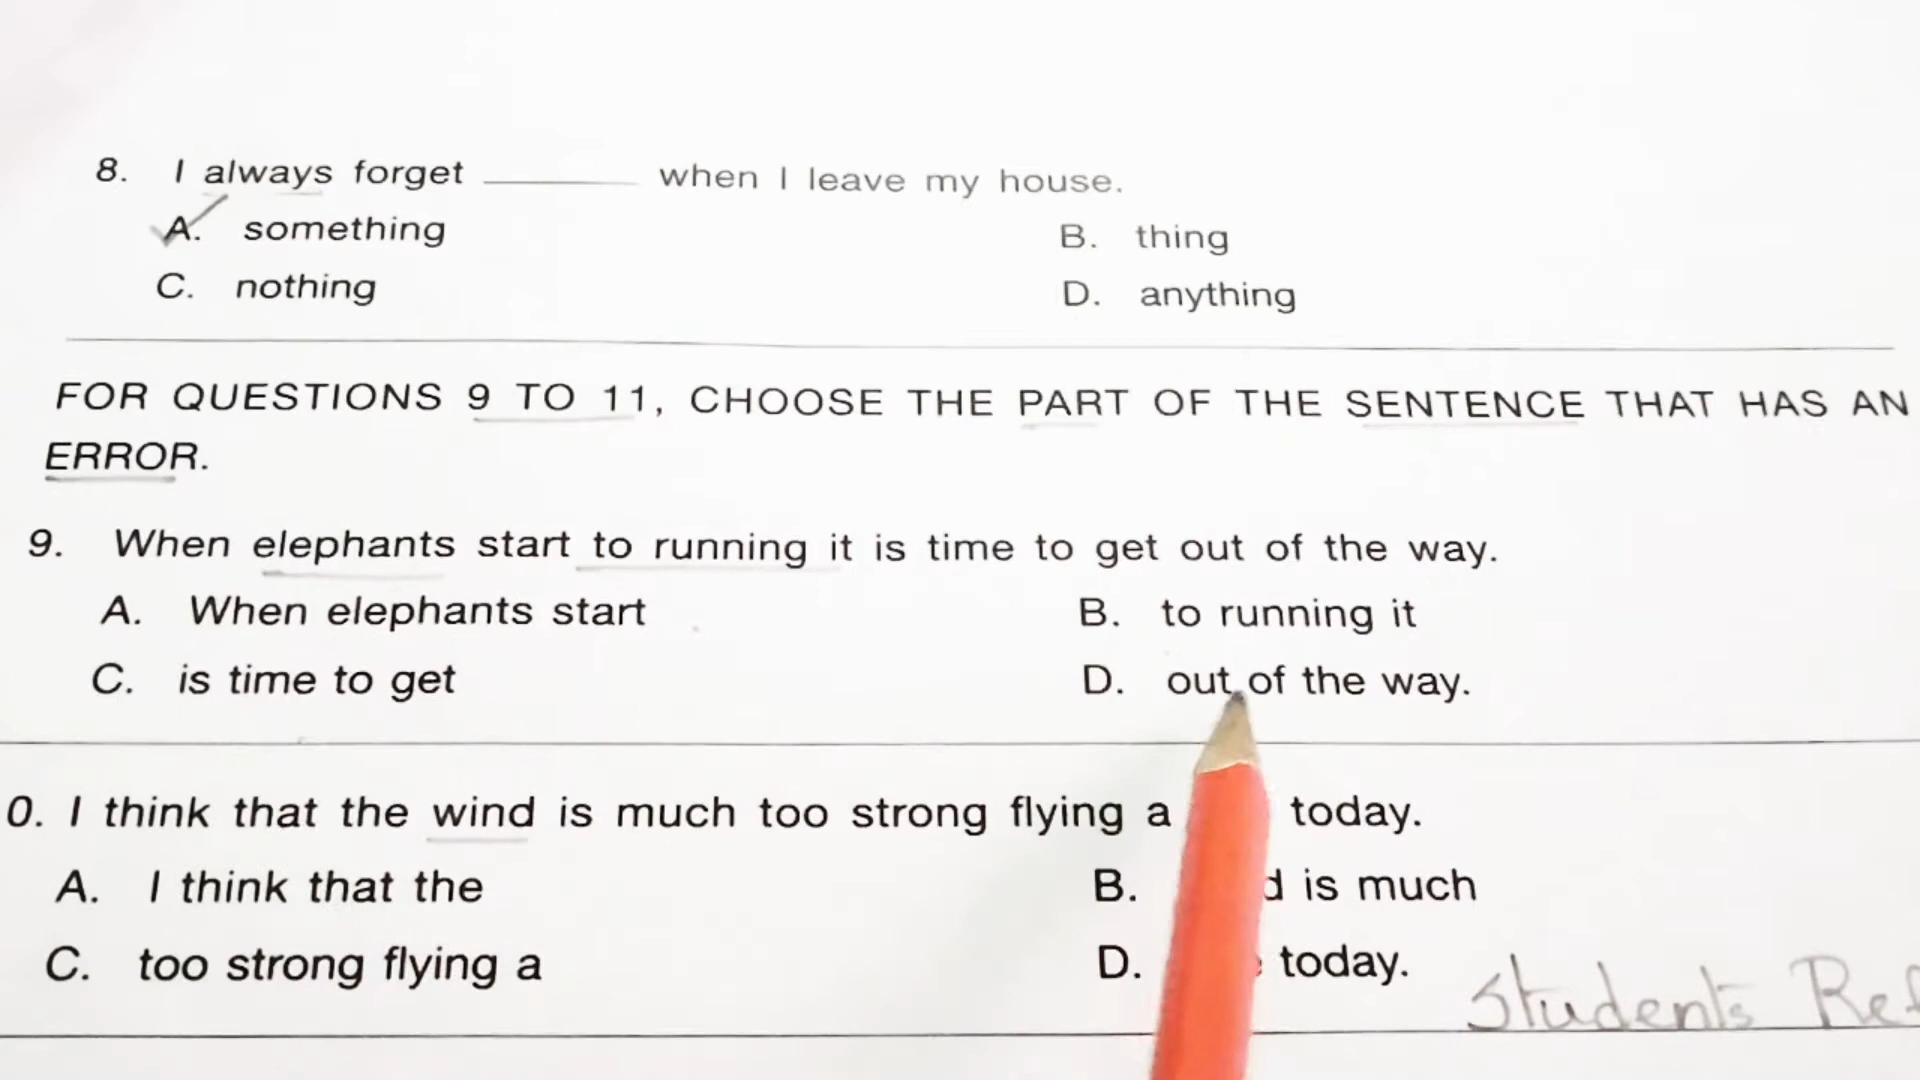 8. I always forget ________ when I leave my house.
A. something B. thing
C. nothing D. anything
FOR QUESTIONS 9 TO 11, CHOOSE THE PART OF THE SENTENCE THAT HAS AN
ERROR.
9. When elephants start to running it is time to get out of the way.
A. When elephants start B. to running it
C. is time to get D. out of the way.
0. I think that the wind is much too strong flying a today.
A. I think that the B. is much
C. too strong flying a D. today.
Students Ref